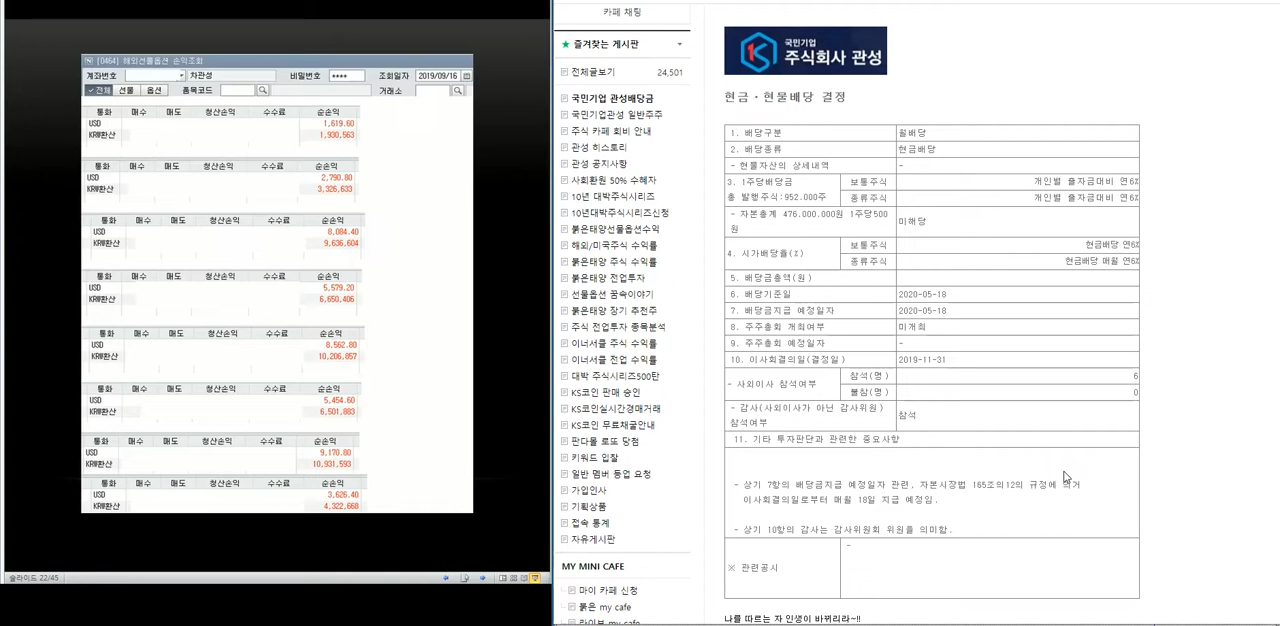 [0464] 해외선물옵션 손익조회
계좌번호 차관성 비밀번호 **** 조회일자 2019/09/16
전체 선물 옵션 품목코드 거래소
통화 매수 매도 청산손익 수수료 순손익
USD 1,619.60
KRW환산 1,930,563
통화 매수 매도 청산손익 수수료 순손익
USD 2,790.80
KRW환산 3,326,633
통화 매수 매도 청산손익 수수료 순손익
USD 8,084.40
KRW환산 9,636,604
통화 매수 매도 청산손익 수수료 순손익
USD 5,579.20
KRW환산 6,650,406
통화 매수 매도 청산손익 수수료 순손익
USD 8,562.80
KRW환산 10,206,857
통화 매수 매도 청산손익 수수료 순손익
USD 5,454.60
KRW환산 6,501,883
통화 매수 매도 청산손익 수수료 순손익
USD 9,170.80
KRW환산 10,931,593
통화 매수 매도 청산손익 수수료 순손익
USD 3,626.40
KRW환산 4,322,668
슬라이드 22/45
카페 채팅
즐겨찾는 게시판
전체글보기 24,501
국민기업 관성배당금
국민기업관성 일반주주
주식 카페 회비 안내
관성 히스토리
관성 공지사항
사회환원 50% 수혜자
10년 대박주식시리즈
10년대박주식시리즈신청
붉은태양선물옵션수익
해외/미국주식 수익률
붉은태양 주식 수익률
붉은태양 전업투자
선물옵션 꿈속이야기
붉은태양 장기 추천주
주식 전업투자 종목분석
이너서클 주식 수익률
이너서클 전업 수익률
대박 주식시리즈500탄
KS코인 판매 승인
KS코인실시간경매거래
KS코인 무료채굴안내
판다물 로또 당첨
키워드 입찰
일반 멤버 등업 요청
가입인사
기획상품
접속 통계
자유게시판
MY MINI CAFE
마이 카페 신청
붉은 my cafe
라이브 my cafe
국민기업
주식회사 관성
현금ㆍ현물배당 결정
1. 배당구분 월배당
2. 배당종류 현금배당
- 현물자산의 상세내역 -
3. 1주당배당금
총 발행주식:952.000주
보통주식 개인별 출자금대비 연6%
종류주식 개인별 출자금대비 연6%
- 자본총계 476.000.000원 1주당500
원
미해당
4. 시가배당율(%)
보통주식 현금배당 연6%
종류주식 현금배당 매월 연6%
5. 배당금총액(원)
6. 배당기준일 2020-05-18
7. 배당금지급 예정일자 2020-05-18
8. 주주총회 개최여부 미개최
9. 주주총회 예정일자 -
10. 이사회결의일(결정일) 2019-11-31
- 사외이사 참석여부
참석(명) 6
불참(명) 0
- 감사(사외이사가 아닌 감사위원)
참석여부
참석
11. 기타 투자판단과 관련한 중요사항
- 상기 7항의 배당금지급 예정일자 관련, 자본시장법 165조의12의 규정에 의거
이사회결의일로부터 매월 18일 지급 예정임.
- 상기 10항의 감사는 감사위원회 위원을 의미함.
※ 관련공시 -
나를 따르는 자 인생이 바뀌리라~!!